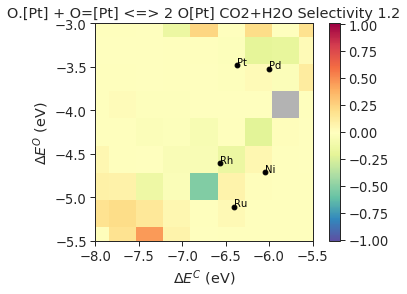 O.[Pt] + O=[Pt] <=> 2 O[Pt] CO2+H2O Selectivity 1.2
−3.0
−3.5
−4.0
−4.5
−5.0
−5.5
ΔE^O (eV)
Pt
Pd
Rh
Ni
Ru
−8.0 −7.5 −7.0 −6.5 −6.0 −5.5
ΔE^C (eV)
1.00
0.75
0.50
0.25
0.00
−0.25
−0.50
−0.75
−1.00